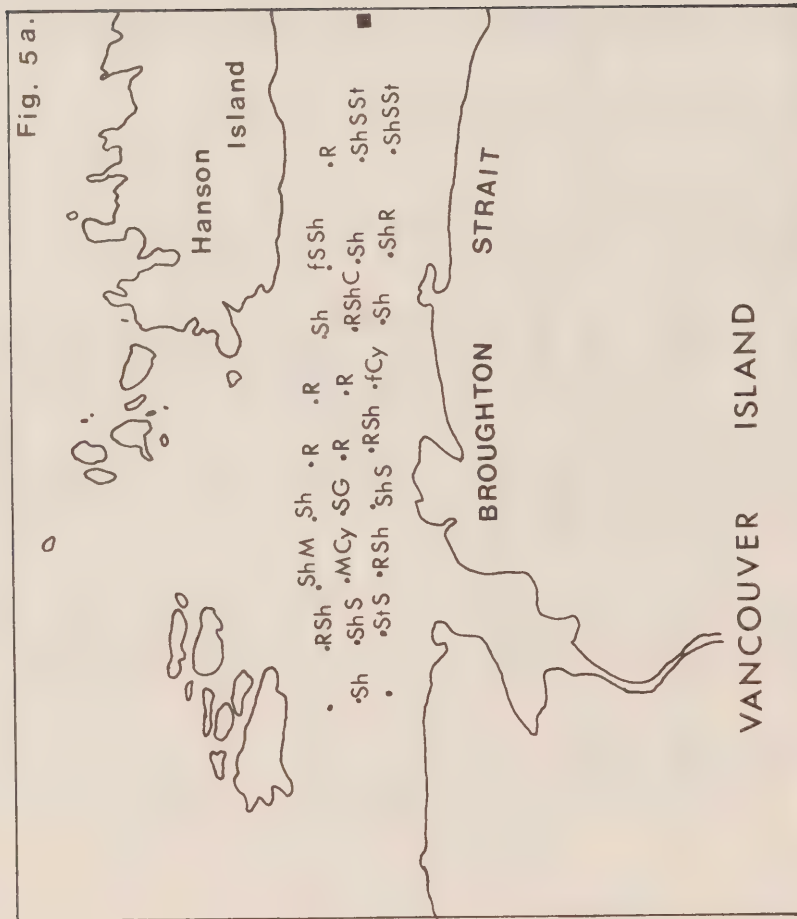 Fig. 5a.
Hanson
Island
RSh ShM Sh R R Sh fSSh R
Sh ShS MCy SG R R RShC Sh ShSSt
StS RSh ShS RSh fCy Sh ShR ShSSt
BROUGHTON STRAIT
VANCOUVER ISLAND